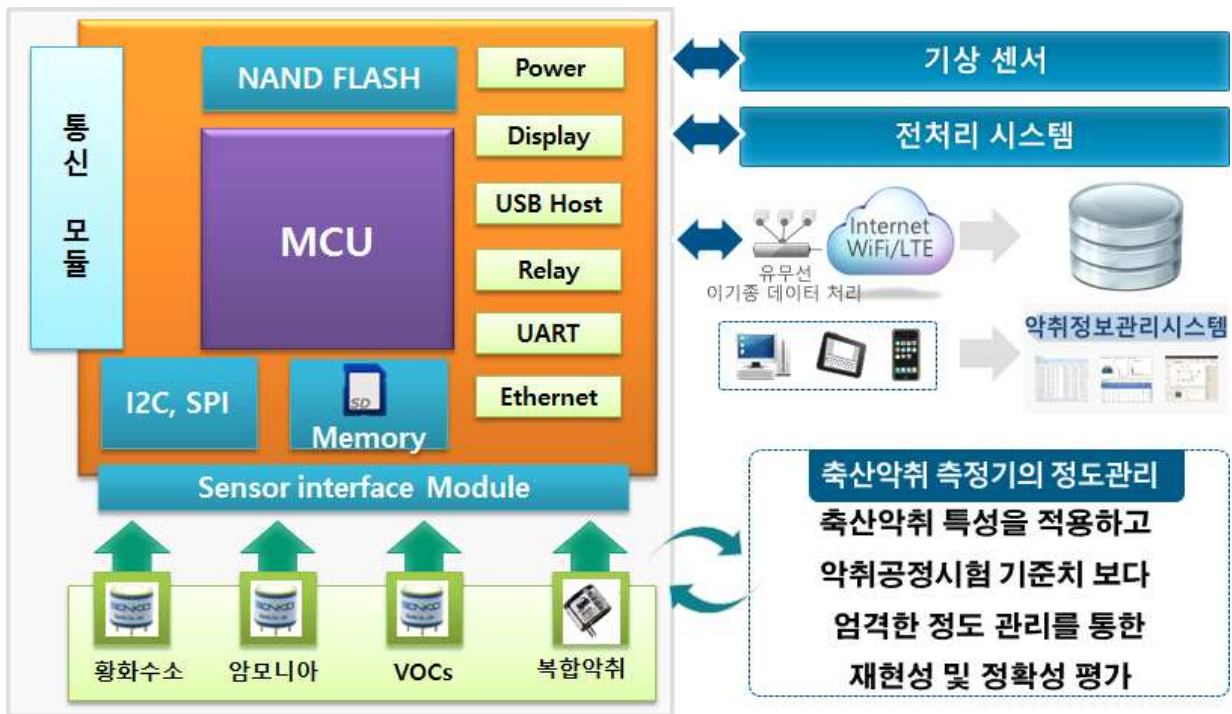 통신 모듈
NAND FLASH
MCU
Power
Display
USB Host
Relay
UART
Ethernet
I2C, SPI
SD
Memory
Sensor interface Module
황화수소
암모니아
VOCs
복합악취
기상 센서
전처리 시스템
Internet
WiFi/LTE
유무선
이기종 데이터 처리
악취정보관리시스템
축산악취 측정기의 정도관리
축산악취 특성을 적용하고
악취공정시험 기준치 보다
엄격한 정도 관리를 통한
재현성 및 정확성 평가